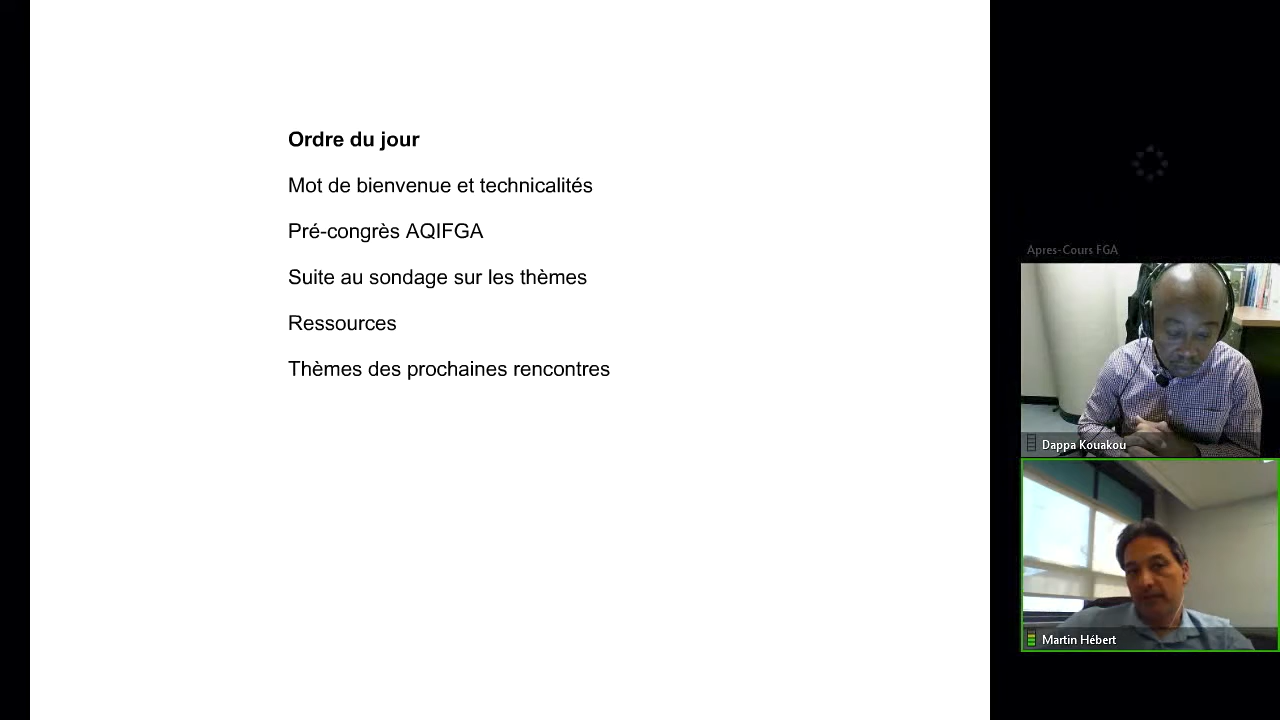 Ordre du jour
Mot de bienvenue et technicalités
Pré-congrès AQIFGA
Suite au sondage sur les thèmes
Ressources
Thèmes des prochaines rencontres
Apres-Cours FGA
Dappa Kouakou
Martin Hébert